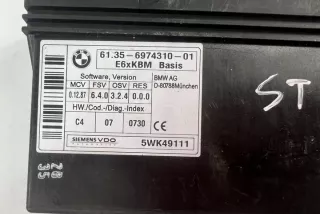 61.35-6974310-01
E6xKBM Basis
Software, Version
BMW AG
D-80788München
MCV FSV OSV RES
0.12.87 6.4.0 3.2.4 0.0.0
HW./Cod.-/Diag.-Index
C4 07 0730
SIEMENS VDO
5WK49111
ST